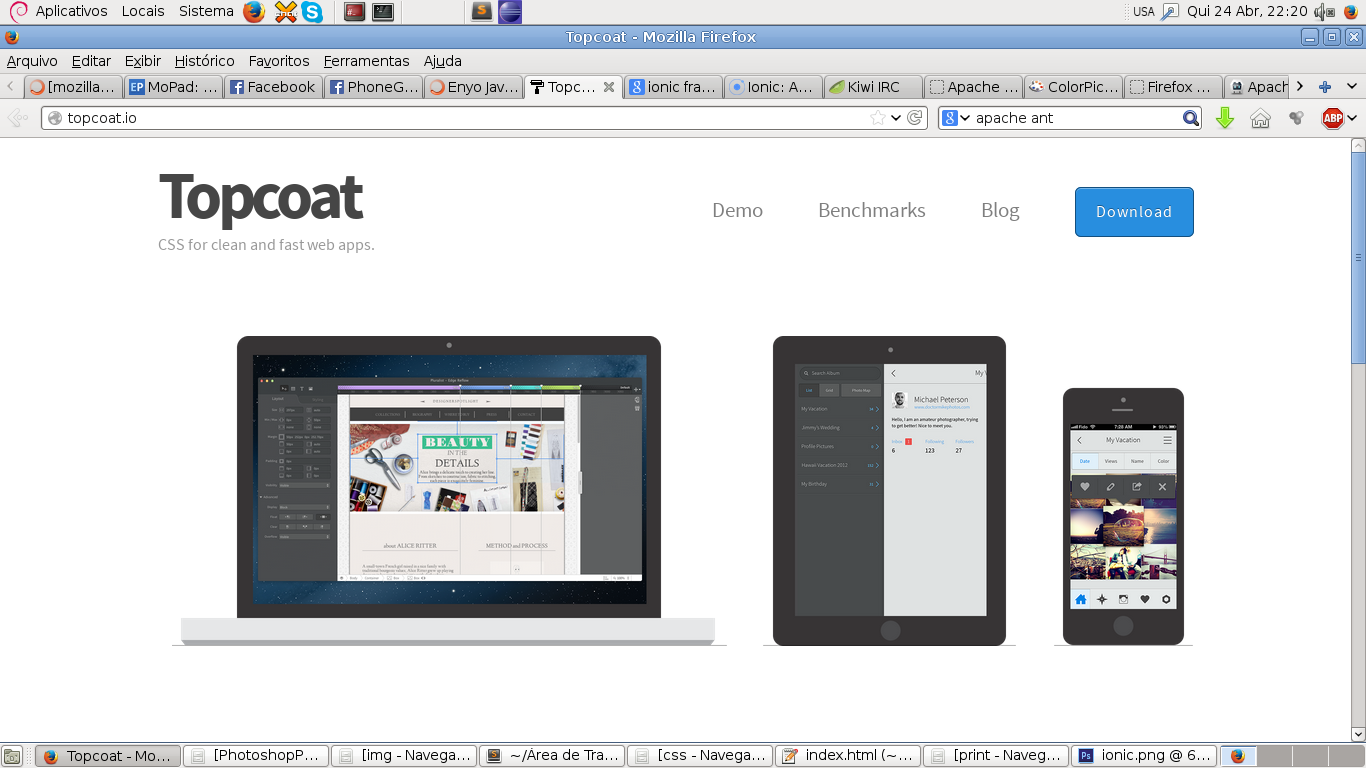 Aplicativos Locais Sistema USA Qui 24 Abr, 22:20
Topcoat - Mozilla Firefox
Arquivo Editar Exibir Histórico Favoritos Ferramentas Ajuda
[mozilla... MoPad: ... Facebook PhoneG... Enyo Jav... Topc... ionic fra... Ionic: A... Kiwi IRC Apache ... ColorPic... Firefox ... Apach
topcoat.io apache ant ABP
Topcoat
CSS for clean and fast web apps.
Demo Benchmarks Blog Download
BEAUTY
IN THE
DETAILS
about ALICE RITTER METHOD and PROCESS
Search Album
My Vacation
Jimmy's Wedding
Profile Pictures
Hawaii Vacation 2012
My Birthday
Michael Peterson
Hello, I am an amateur photographer, trying
to get better! Nice to meet you.
Following Followers
6 123 27
Fido 7:28 AM 93%
My Vacation
Date Views Name Color
Topcoat - Mo... [PhotoshopP... [img - Navega... ~/Área de Tra... [css - Navega... index.html (~... [print - Naveg... ionic.png @ 6...